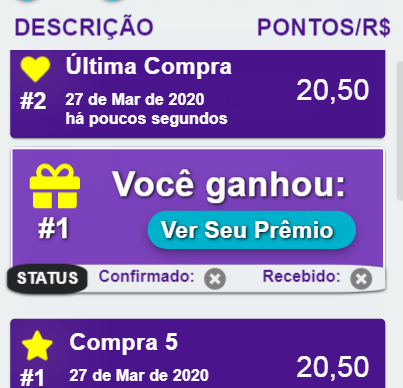 DESCRIÇÃO PONTOS/R$
Última Compra
#2 27 de Mar de 2020 20,50
há poucos segundos
Você ganhou:
#1 Ver Seu Prêmio
STATUS Confirmado: Recebido:
Compra 5
#1 27 de Mar de 2020 20,50